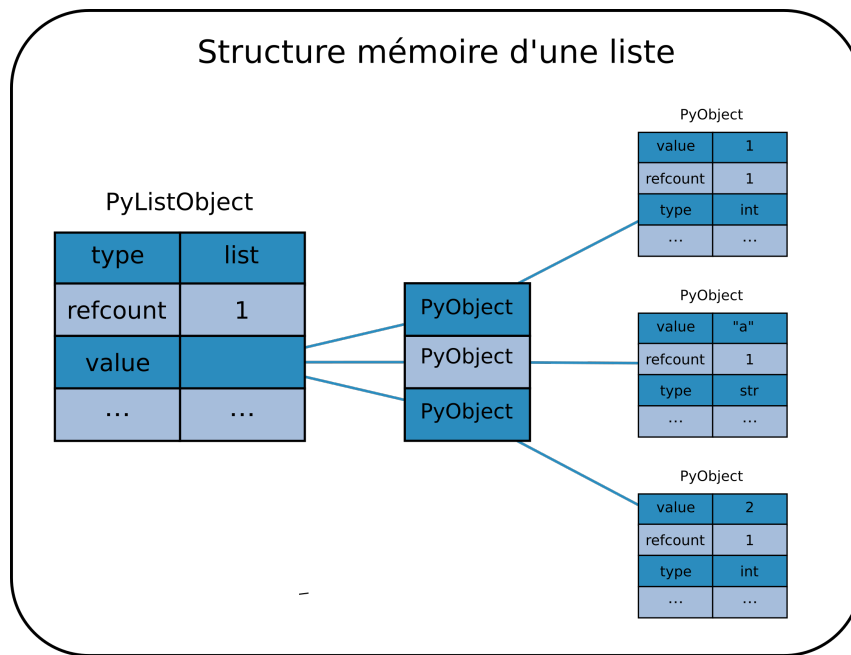 Structure mémoire d'une liste
PyListObject
type list
refcount 1
value
... ...
PyObject
PyObject
PyObject
PyObject
value 1
refcount 1
type int
... ...
PyObject
value "a"
refcount 1
type str
... ...
PyObject
value 2
refcount 1
type int
... ...